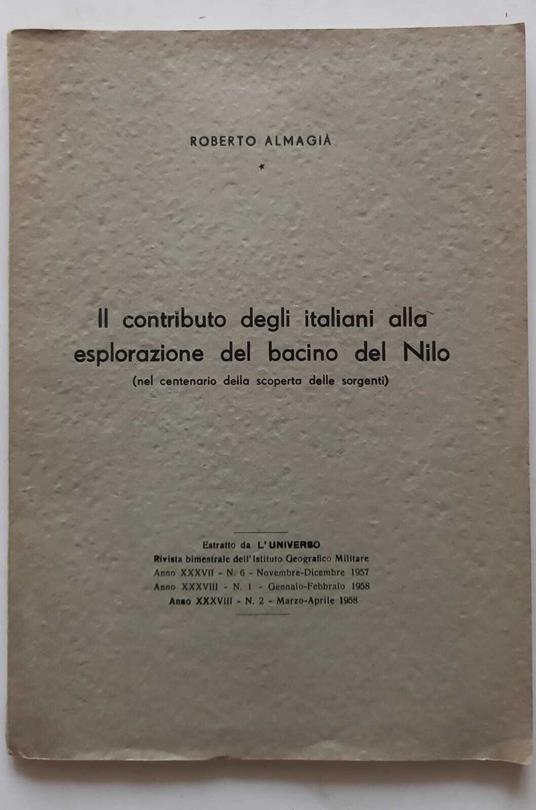 ROBERTO ALMAGIÀ
*
Il contributo degli italiani alla
esplorazione del bacino del Nilo
(nel centenario della scoperta delle sorgenti)
Estratto da L'UNIVERSO
Rivista bimestrale dell'Istituto Geografico Militare
Anno XXXVII - N. 6 - Novembre-Dicembre 1957
Anno XXXVIII - N. 1 - Gennaio-Febbraio 1958
Anno XXXVIII - N. 2 - Marzo-Aprile 1958